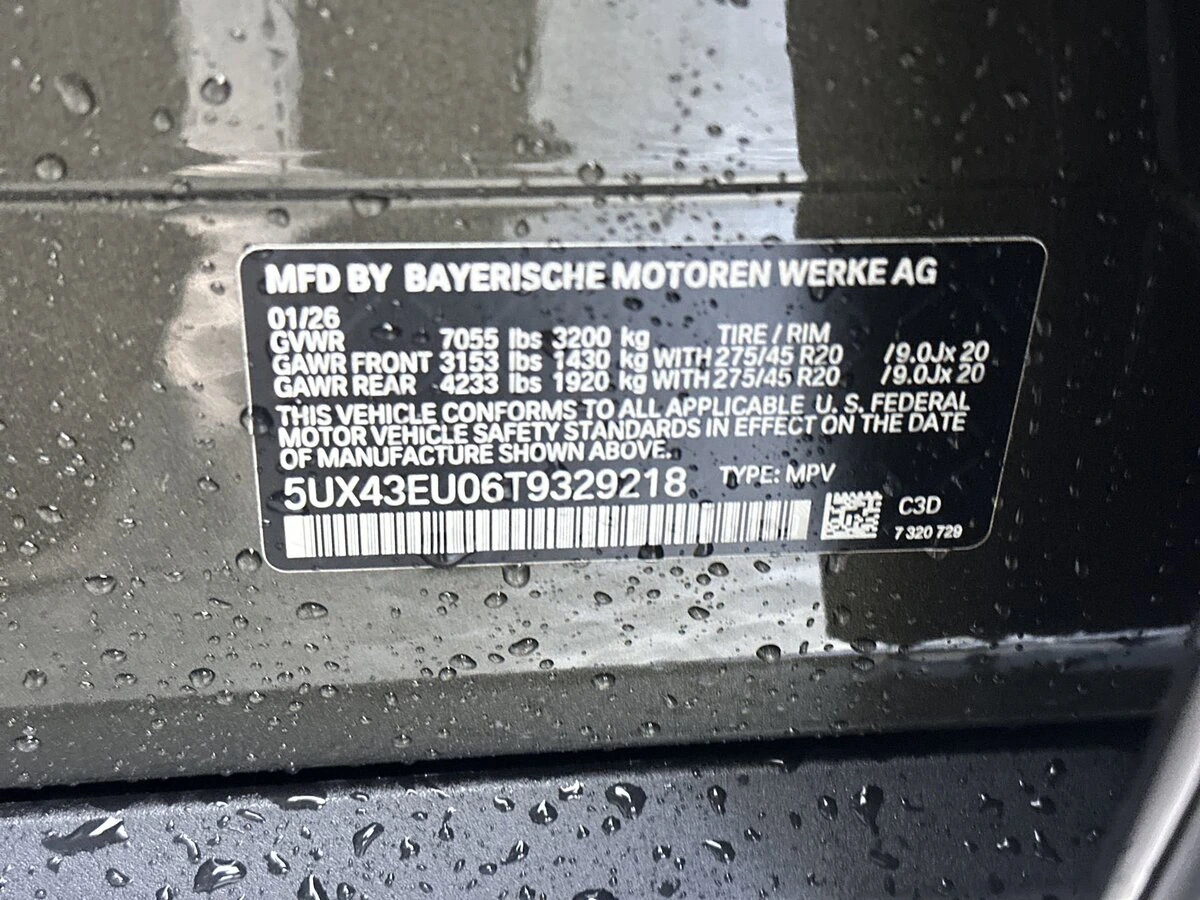 MFD BY BAYERISCHE MOTOREN WERKE AG
01/26
GVWR 7055 lbs 3200 kg TIRE / RIM
GAWR FRONT 3153 lbs 1430 kg WITH 275/45 R20 /9.0Jx 20
GAWR REAR 4233 lbs 1920 kg WITH 275/45 R20 /9.0Jx 20
THIS VEHICLE CONFORMS TO ALL APPLICABLE U. S. FEDERAL
MOTOR VEHICLE SAFETY STANDARDS IN EFFECT ON THE DATE
OF MANUFACTURE SHOWN ABOVE.
5UX43EU06T9329218 TYPE: MPV
C3D
7 320 729